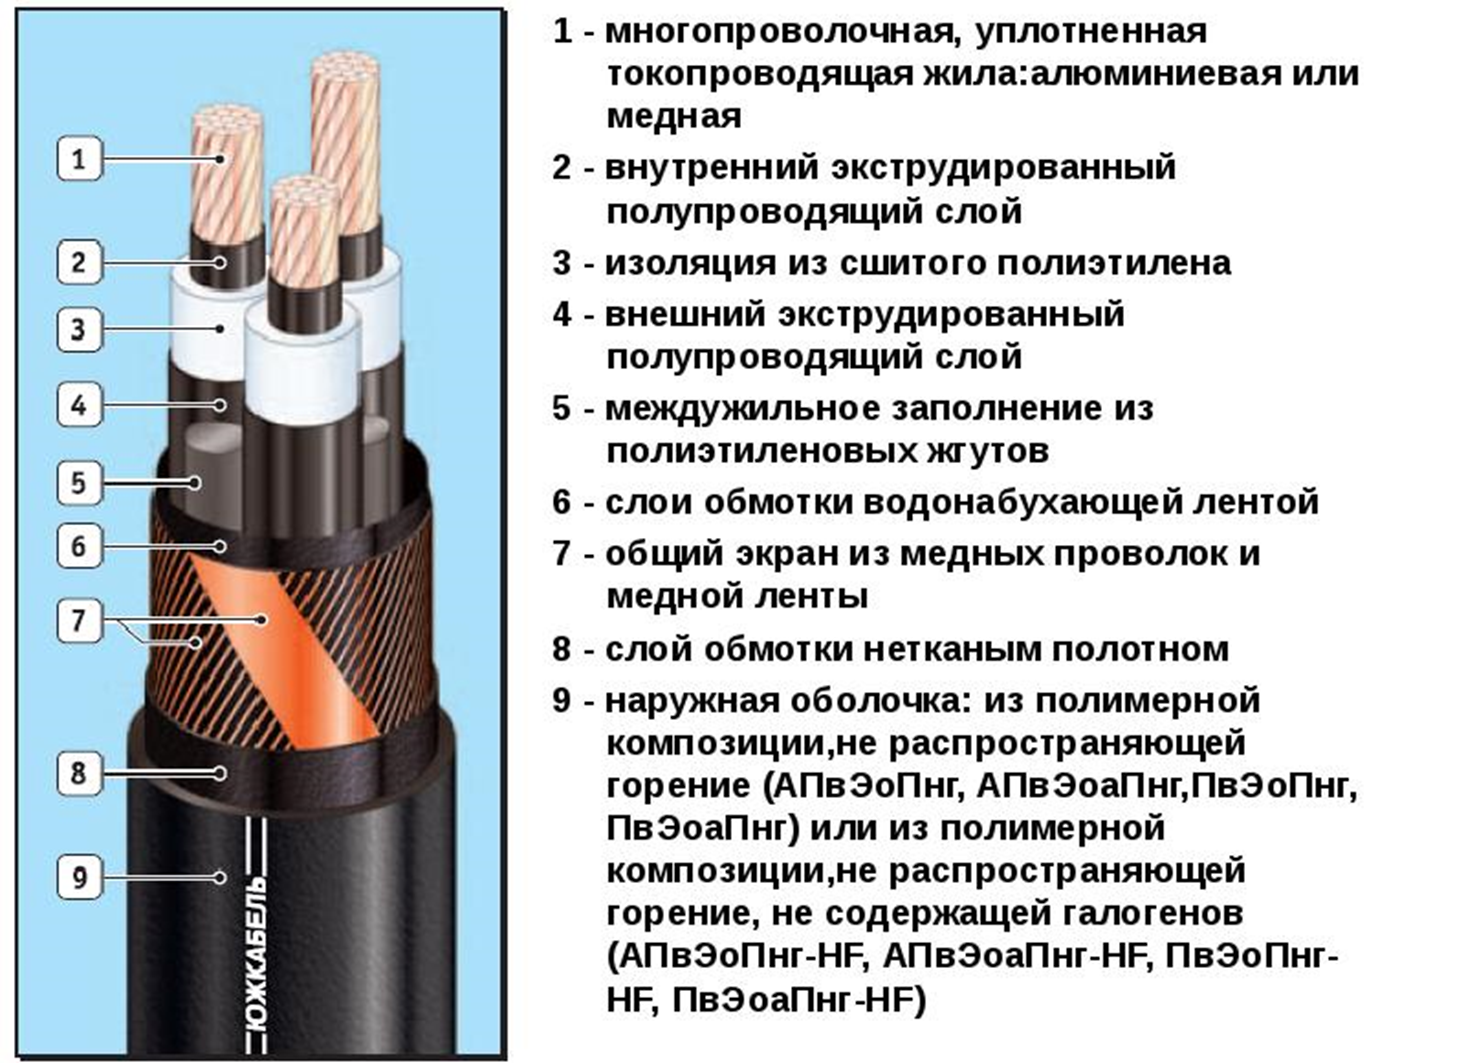 1
2
3
4
5
6
7
8
9
ЮЖКАБЕЛЬ
1 - многопроволочная, уплотненная
токопроводящая жила:алюминиевая или
медная
2 - внутренний экструдированный
полупроводящий слой
3 - изоляция из сшитого полиэтилена
4 - внешний экструдированный
полупроводящий слой
5 - междужильное заполнение из
полиэтиленовых жгутов
6 - слои обмотки водонабухающей лентой
7 - общий экран из медных проволок и
медной ленты
8 - слой обмотки нетканым полотном
9 - наружная оболочка: из полимерной
композиции,не распространяющей
горение (АПвЭоПнг, АПвЭоаПнг,ПвЭоПнг,
ПвЭоаПнг) или из полимерной
композиции,не распространяющей
горение, не содержащей галогенов
(АПвЭоПнг-HF, АПвЭоаПнг-HF, ПвЭоПнг-
HF, ПвЭоаПнг-HF)